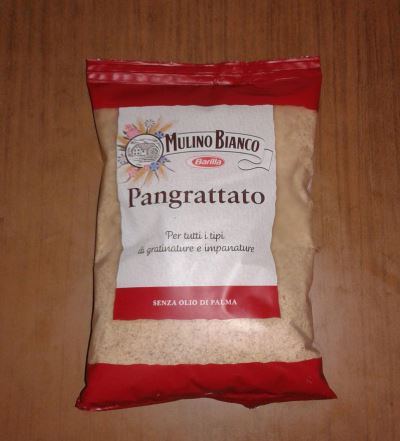 MULINO BIANCO
Barilla
Pangrattato
Per tutti i tipi
di gratinature e impanature
SENZA OLIO DI PALMA